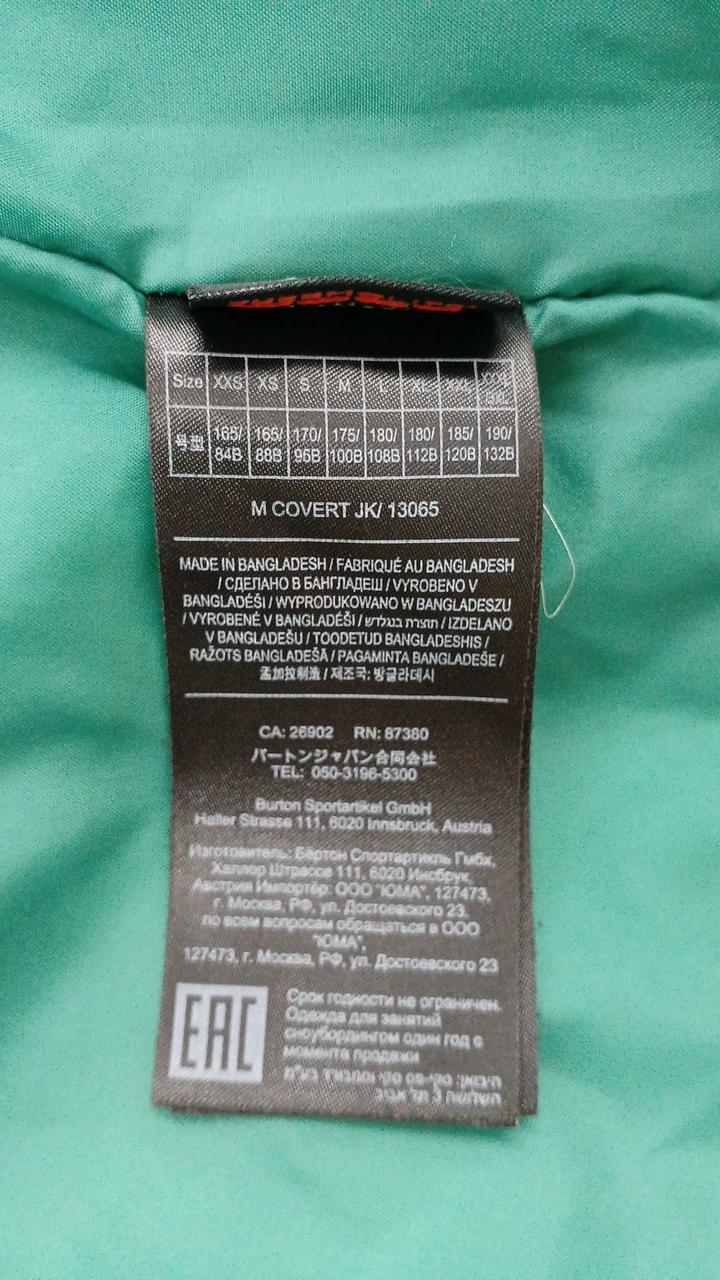 Size XXS XS S M L XL XXL
号型 165/84B 165/88B 170/96B 175/100B 180/108B 180/112B 185/120B 190/132B
M COVERT JK/ 13065
MADE IN BANGLADESH / FABRIQUÉ AU BANGLADESH
/ СДЕЛАНО В БАНГЛАДЕШ / VYROBENO V
BANGLADÉŠI / WYPRODUKOWANO W BANGLADESZU
/ VYROBENÉ V BANGLADÉŠI / תוצרת בנגלדש / IZDELANO
V BANGLADEŠU / TOODETUD BANGLADESHIS /
RAŽOTS BANGLADEŠĀ / PAGAMINTA BANGLADEŠE /
孟加拉制造 / 제조국: 방글라데시
CA: 26902 RN: 87380
バートンジャパン合同会社
TEL: 050-3196-5300
Burton Sportartikel GmbH
Haller Strasse 111, 6020 Innsbruck, Austria
Изготовитель: Бёртон Спортартикль Гмбх,
Халлор Штрассе 111, 6020 Инсбрук,
Австрия Импортёр: ООО "ЮМА", 127473,
г. Москва, РФ, ул. Достоевского 23.
по всем вопросам обращаться в ООО
"ЮМА",
127473, г. Москва, РФ, ул. Достоевского 23
EAC
Срок годности не ограничен.
Одежда для занятий
сноубордингом один год с
момента продажи